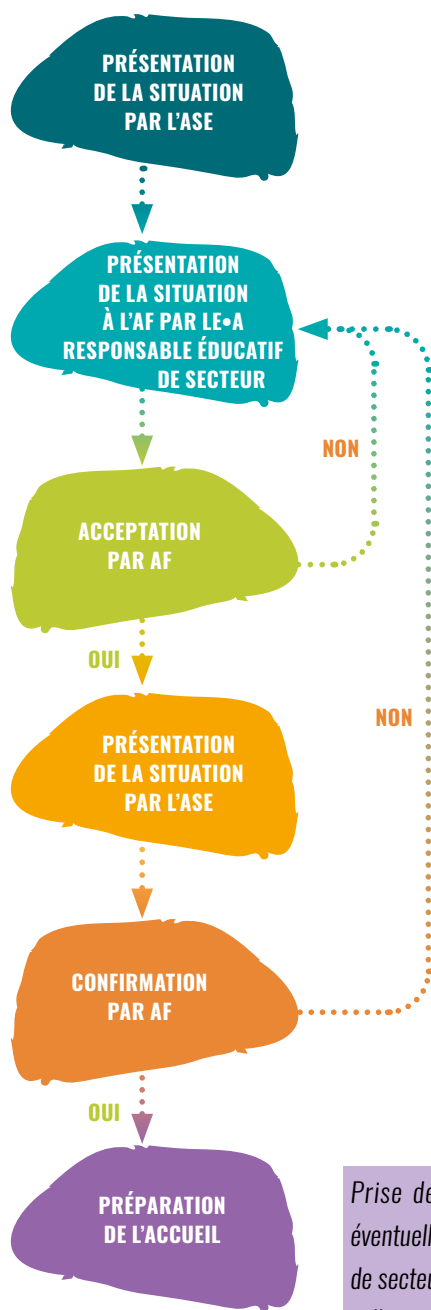 PRÉSENTATION
DE LA SITUATION
PAR L'ASE
PRÉSENTATION
DE LA SITUATION
À L'AF PAR LE•A
RESPONSABLE ÉDUCATIF
DE SECTEUR
NON
ACCEPTATION
PAR AF
OUI
NON
PRÉSENTATION
DE LA SITUATION
PAR L'ASE
CONFIRMATION
PAR AF
OUI
PRÉPARATION
DE L'ACCUEIL
Prise de
éventuell
de secteu